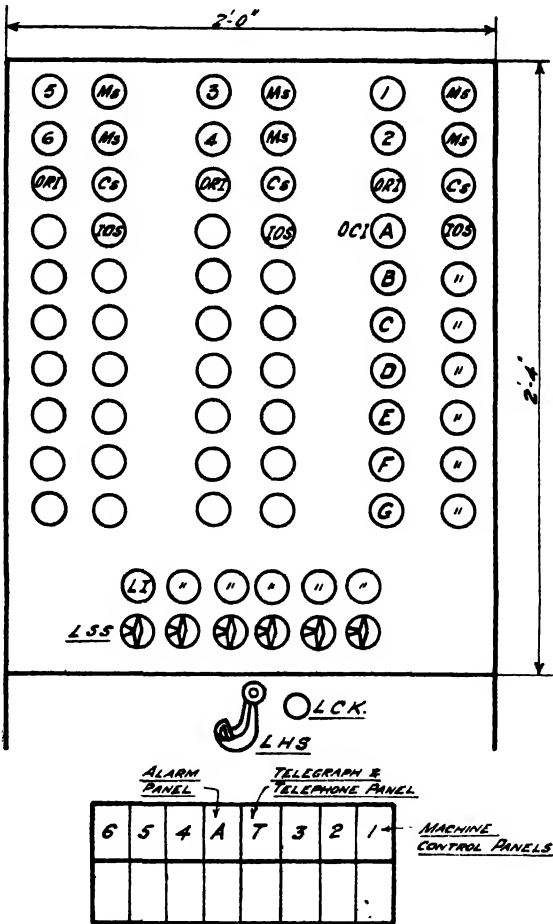 2'-0"
5 Ms 3 Ms 1 Ms
6 Ms 4 Ms 2 Ms
ORI Cs ORI Cs ORI Cs
IOS IOS OCI A IOS
B "
C "
D "
E "
F "
G "
2'-4"
LI " " " " "
LSS
LCK.
LHS
ALARM PANEL
TELEGRAPH &
TELEPHONE PANEL
6 5 4 A T 3 2 1
MACHINE
CONTROL PANELS